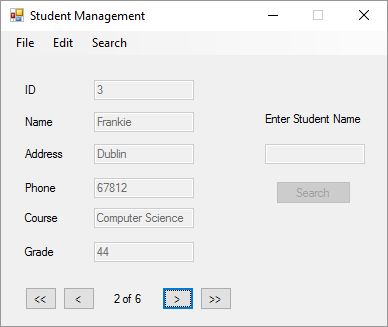 Student Management
File Edit Search
ID 3
Name Frankie
Enter Student Name
Address Dublin
Phone 67812
Search
Course Computer Science
Grade 44
<< < 2 of 6 > >>